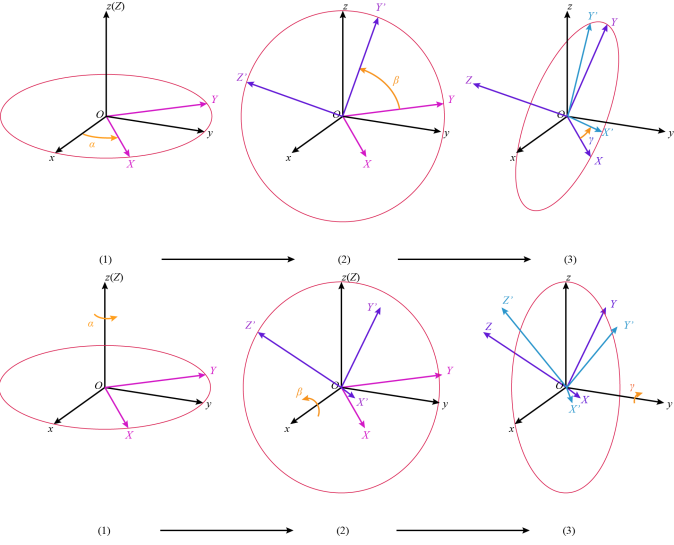 z(Z)
Y
O
y
x
α
X
z
Y′
Z′
β
Y
O
y
x
X
z
Y′
Y
Z
O
X′
y
x
γ
X
(1)
(2)
(3)
z(Z)
α
Y
O
y
x
X
z(Z)
Y′
Z′
Y
O
β
X′
y
x
X
z
Z′
Y
Z
Y′
O
γ
X
X′
y
x
(1)
(2)
(3)